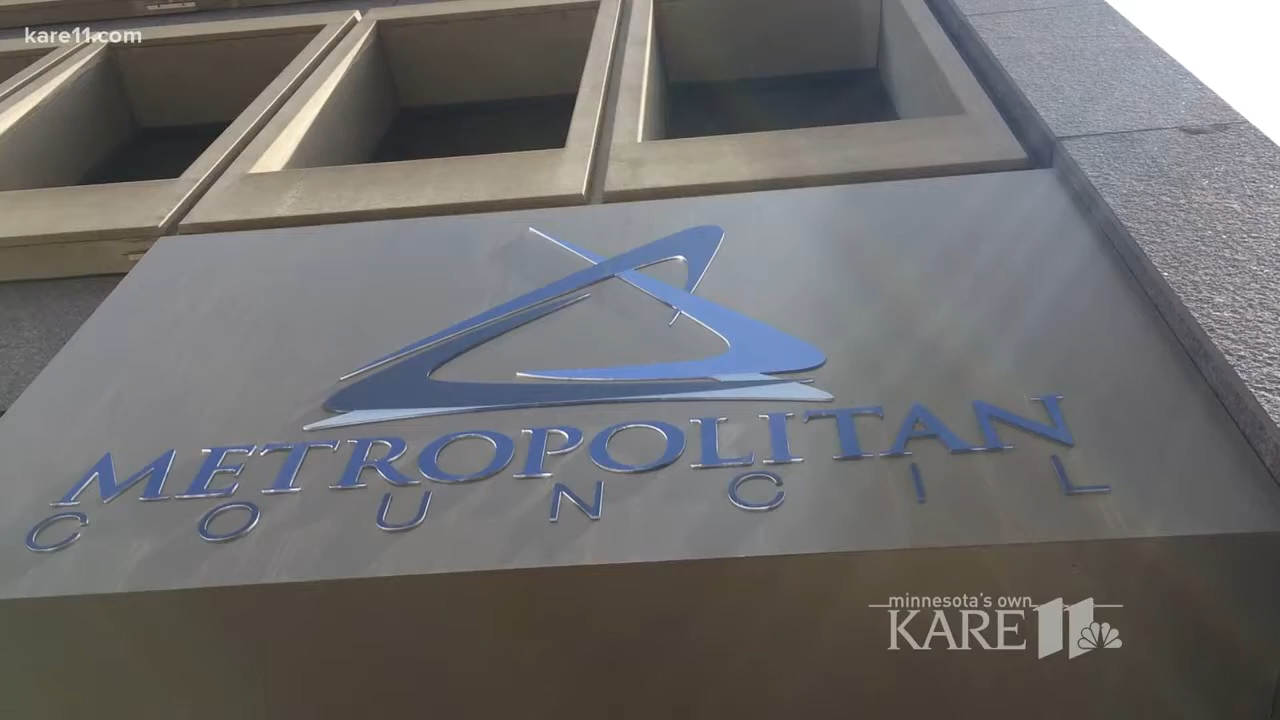 kare11.com
METROPOLITAN
COUNCIL
minnesota's own
KARE 11